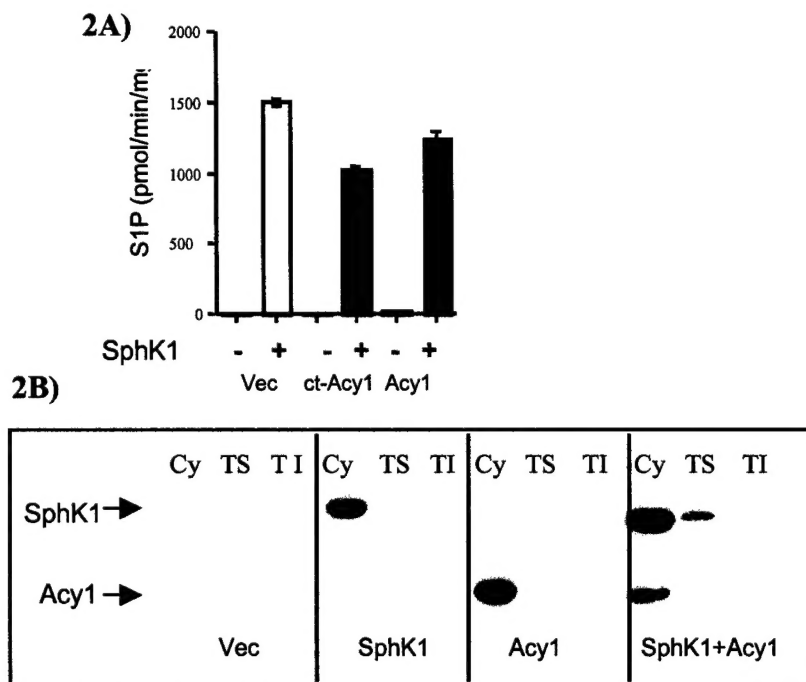 2A)
2000
1500
1000
500
0
S1P (pmol/min/mg
SphK1 - + - + - +
Vec ct-Acy1 Acy1
2B)
Cy TS T I Cy TS TI Cy TS TI Cy TS TI
SphK1
Acy1
Vec SphK1 Acy1 SphK1+Acy1